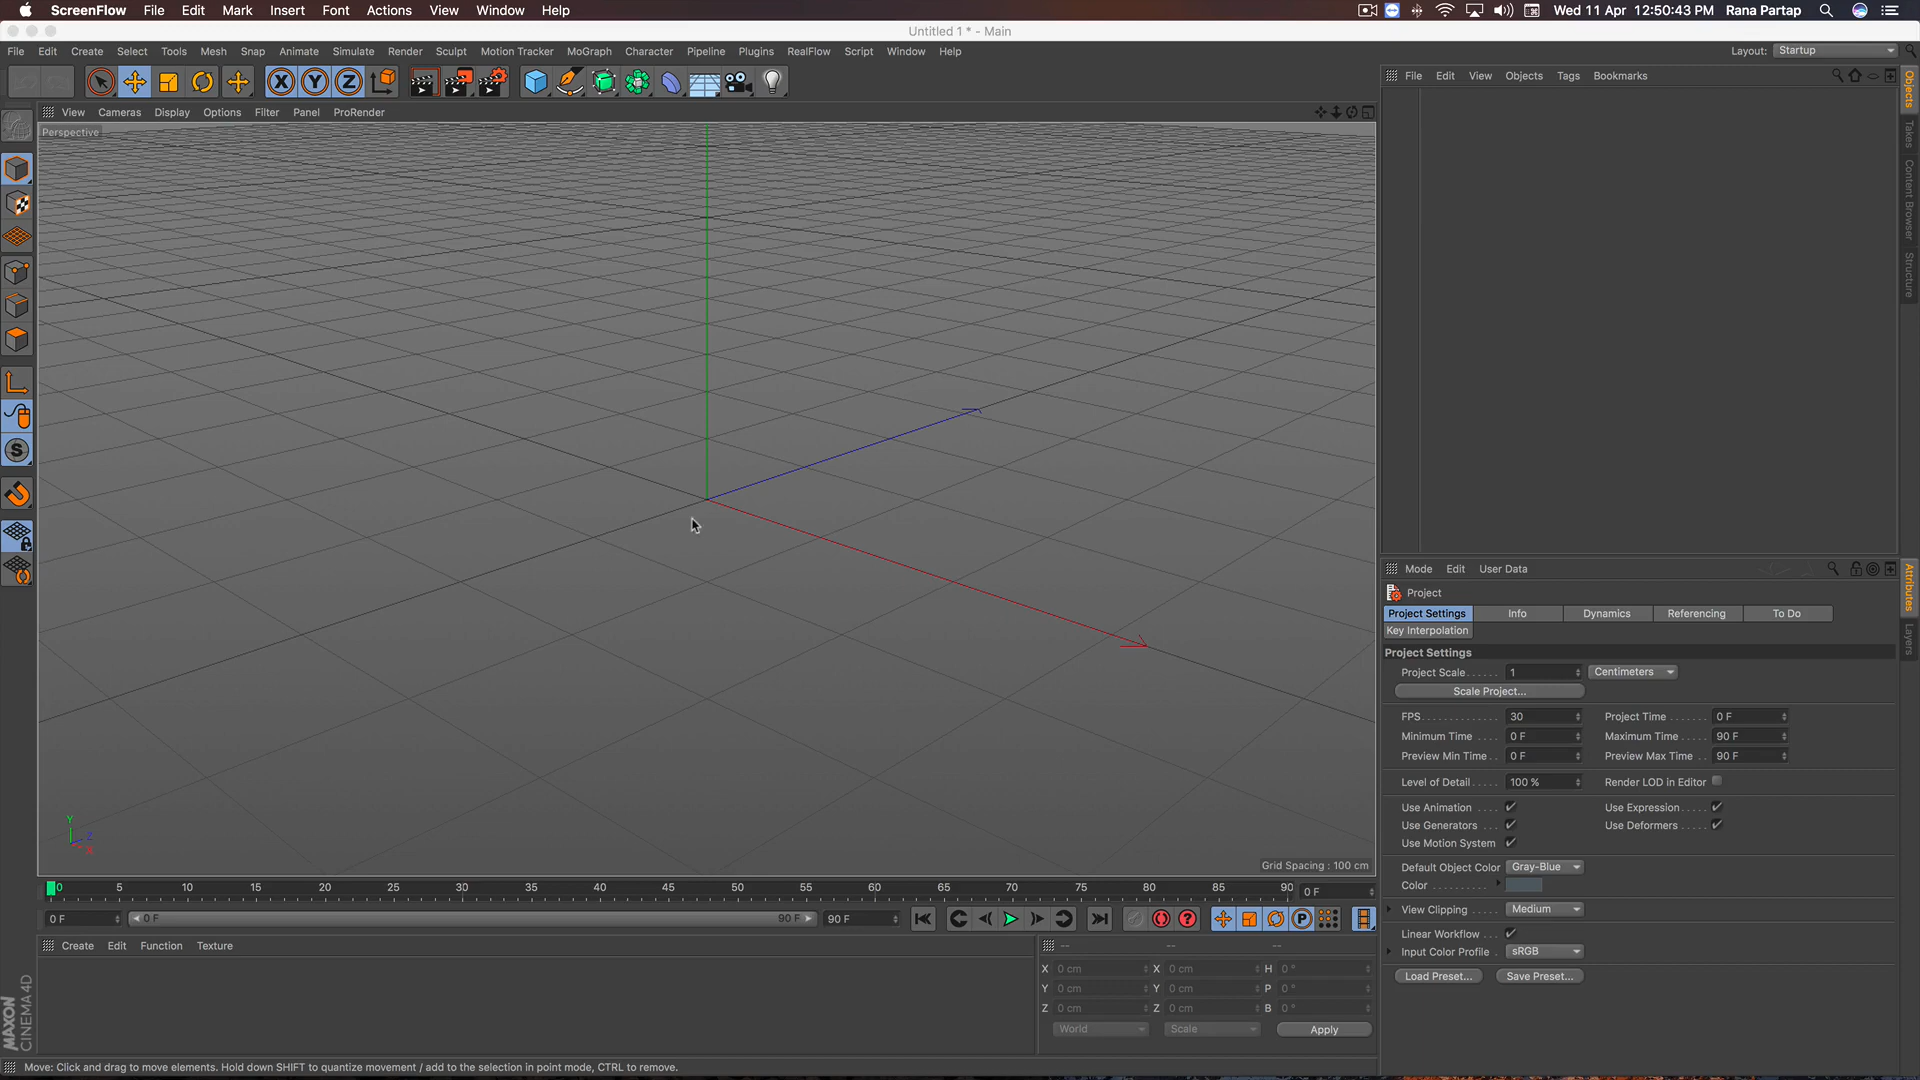 ScreenFlow File Edit Mark Insert Font Actions View Window Help Wed 11 Apr 12:50:43 PM Rana Partap
Untitled 1 * - Main
File Edit Create Select Tools Mesh Snap Animate Simulate Render Sculpt Motion Tracker MoGraph Character Pipeline Plugins RealFlow Script Window Help Layout: Startup
X Y Z
File Edit View Objects Tags Bookmarks
View Cameras Display Options Filter Panel ProRender
Perspective
Objects
Takes
Content Browser
Structure
S
Y
Z
X
Grid Spacing : 100 cm
0 5 10 15 20 25 30 35 40 45 50 55 60 65 70 75 80 85 90 0 F
0 F 0 F 90 F 90 F
P
Create Edit Function Texture
-- -- --
X 0 cm X 0 cm H 0 °
Y 0 cm Y 0 cm P 0 °
Z 0 cm Z 0 cm B 0 °
World Scale Apply
MAXON
CINEMA 4D
Move: Click and drag to move elements. Hold down SHIFT to quantize movement / add to the selection in point mode, CTRL to remove.
Mode Edit User Data
Attributes
Layers
Project
Project Settings Info Dynamics Referencing To Do
Key Interpolation
Project Settings
Project Scale 1 Centimeters
Scale Project...
FPS 30 Project Time 0 F
Minimum Time 0 F Maximum Time 90 F
Preview Min Time 0 F Preview Max Time 90 F
Level of Detail 100 % Render LOD in Editor
Use Animation Use Expression
Use Generators Use Deformers
Use Motion System
Default Object Color Gray-Blue
Color
View Clipping Medium
Linear Workflow
Input Color Profile sRGB
Load Preset... Save Preset...